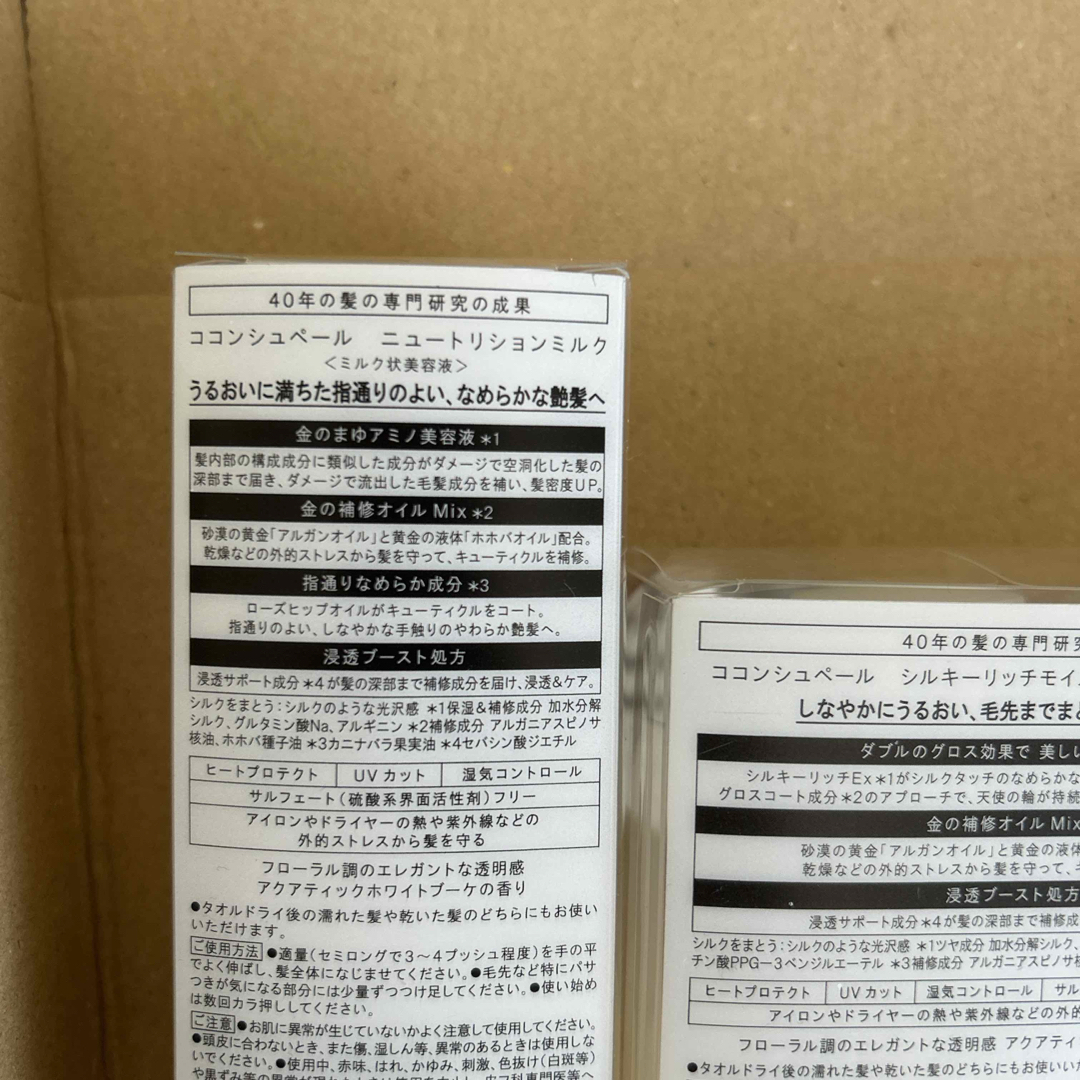 40年の髪の専門研究の成果
ココンシュペール ニュートリションミルク
＜ミルク状美容液＞
うるおいに満ちた指通りのよい、なめらかな艶髪へ
金のまゆアミノ美容液＊1
髪内部の構成成分に類似した成分がダメージで空洞化した髪の
深部まで届き、ダメージで流出した毛髪成分を補い、髪密度UP。
金の補修オイル Mix＊2
砂漠の黄金「アルガンオイル」と黄金の液体「ホホバオイル」配合。
乾燥などの外的ストレスから髪を守って、キューティクルを補修。
指通りなめらか成分＊3
ローズヒップオイルがキューティクルをコート。
指通りのよい、しなやかな手触りのやわらか艶髪へ。
浸透ブースト処方
浸透サポート成分＊4が髪の深部まで補修成分を届け、浸透&ケア。
シルクをまとう：シルクのような光沢感 ＊1保湿&補修成分 加水分解
シルク、グルタミン酸Na、アルギニン ＊2補修成分 アルガニアスピノサ
核油、ホホバ種子油 ＊3カニナバラ果実油 ＊4セバシン酸ジエチル
ヒートプロテクト UVカット 湿気コントロール
サルフェート（硫酸系界面活性剤）フリー
アイロンやドライヤーの熱や紫外線などの
外的ストレスから髪を守る
フローラル調のエレガントな透明感
アクアティックホワイトブーケの香り
●タオルドライ後の濡れた髪や乾いた髪のどちらにもお使い
いただけます。
ご使用方法 ●適量（セミロングで3〜4プッシュ程度）を手の平
でよく伸ばし、髪全体になじませてください。●毛先など特にパサ
つきが気になる部分には少量ずつつけ足してください。●使い始め
は数回カラ押ししてください。
ご注意 ●お肌に異常が生じていないかよく注意して使用してください。
●頭皮に合わないとき、また傷、湿しん等、異常のあるときは使用しな
いでください。●使用中、赤味、はれ、かゆみ、刺激、色抜け（白斑等）
や黒ずみ等の異常が
40年の髪の専門研
ココンシュペール シルキーリッチモイ
しなやかにうるおい、毛先までまと
ダブルのグロス効果で 美し
シルキーリッチEx＊1がシルクタッチのなめらかな
グロスコート成分＊2のアプローチで、天使の輪が持続
金の補修オイル Mix
砂漠の黄金「アルガンオイル」と黄金の液体
乾燥などの外的ストレスから髪を守って、
浸透ブースト処方
浸透サポート成分＊4が髪の深部まで補修成
シルクをまとう：シルクのような光沢感 ＊1ツヤ成分 加水分解シルク、
チン酸PPG−3ベンジルエーテル ＊3補修成分 アルガニアスピノサ
ヒートプロテクト UVカット 湿気コントロール サル
アイロンやドライヤーの熱や紫外線などの外的
フローラル調のエレガントな透明感 アクアティ
●タオルドライ後の濡れた髪や乾いた髪のどちらにもお使い